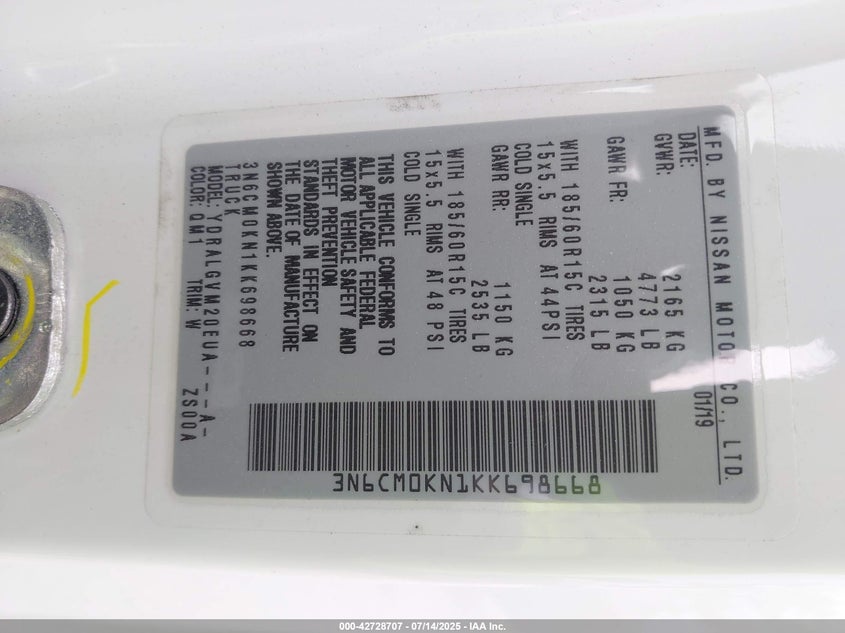 MFD. BY NISSAN MOTOR CO., LTD.
DATE: 01/19
GVWR: 2165 KG
4773 LB
GAWR FR: 1050 KG
2315 LB
WITH 185/60R15C TIRES
15x5.5 RIMS AT 44PSI
COLD SINGLE
GAWR RR: 1150 KG
2535 LB
WITH 185/60R15C TIRES
15x5.5 RIMS AT 48 PSI
COLD SINGLE
THIS VEHICLE CONFORMS TO
ALL APPLICABLE FEDERAL
MOTOR VEHICLE SAFETY AND
THEFT PREVENTION
STANDARDS IN EFFECT ON
THE DATE OF MANUFACTURE
SHOWN ABOVE.
3N6CM0KN1KK698668
TRUCK
MODEL: YDRALGVM20EUA---A-
COLOR: QM1 TRIM: W ZS00A
3N6CM0KN1KK698668
000-42728707 - 07/14/2025 - IAA Inc.